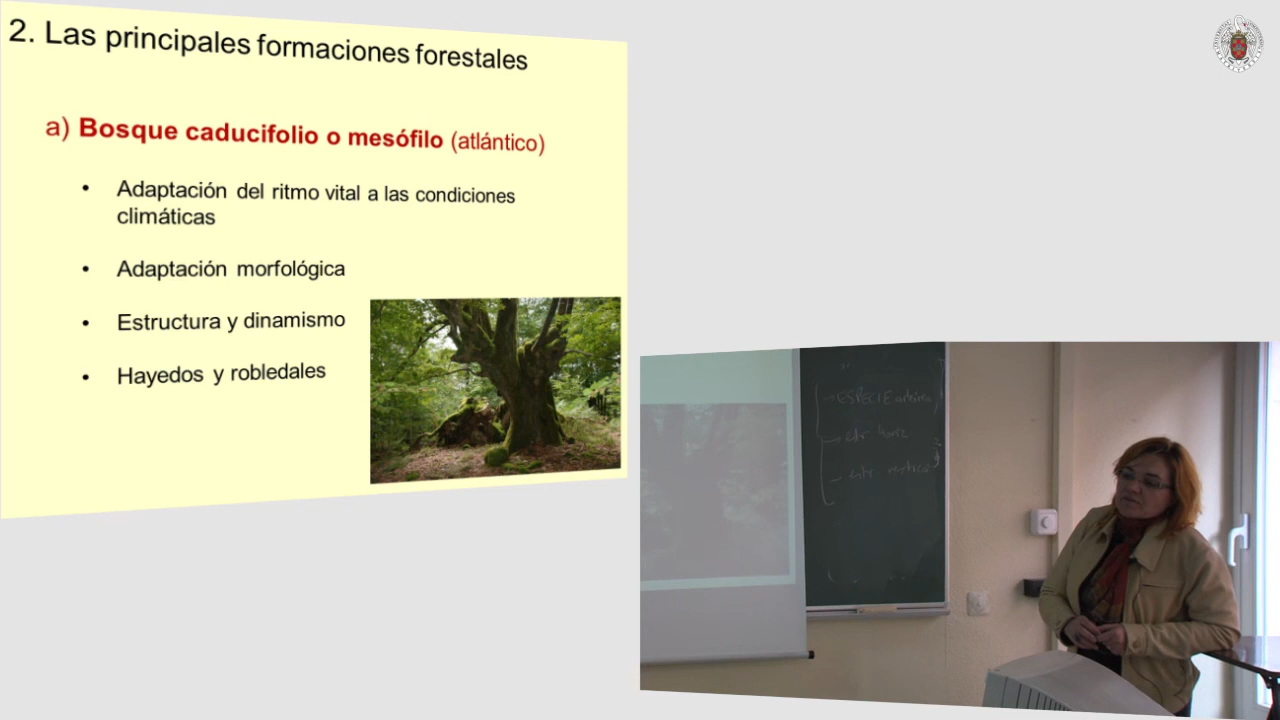 2. Las principales formaciones forestales
a) Bosque caducifolio o mesófilo (atlántico)
• Adaptación del ritmo vital a las condiciones
climáticas
• Adaptación morfológica
• Estructura y dinamismo
• Hayedos y robledales
ESPECIE